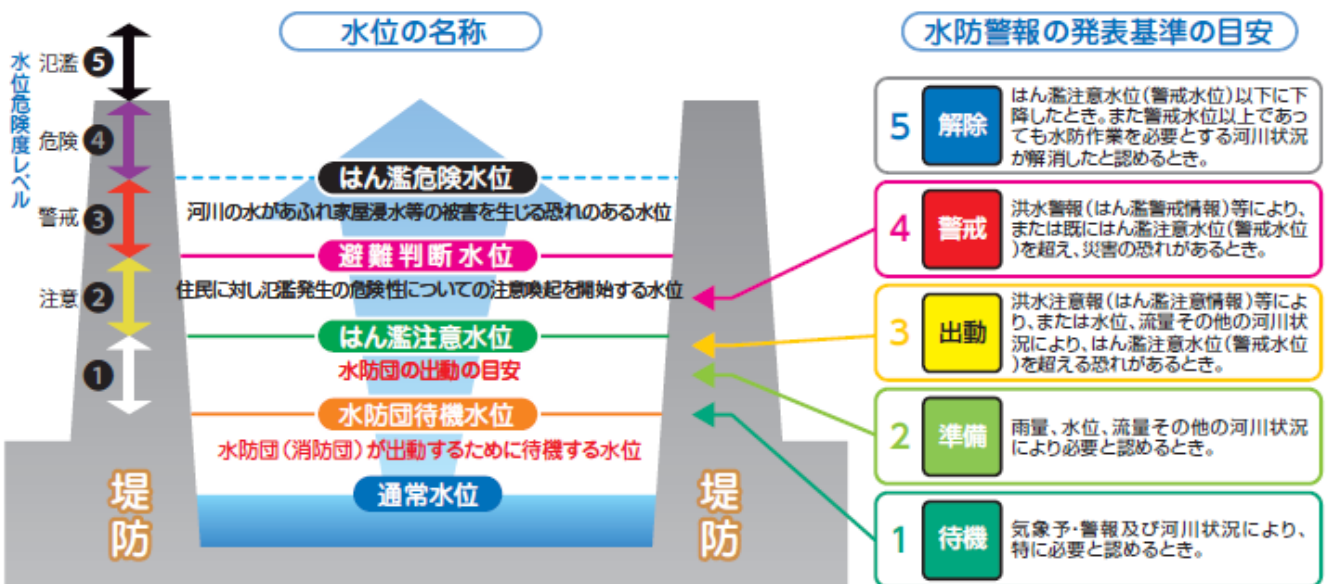 水位の名称
水位危険度レベル
氾濫 5
危険 4
警戒 3
注意 2
1
はん濫危険水位
河川の水があふれ家屋浸水等の被害を生じる恐れのある水位
避難判断水位
住民に対し氾濫発生の危険性についての注意喚起を開始する水位
はん濫注意水位
水防団の出動の目安
水防団待機水位
水防団(消防団)が出動するために待機する水位
通常水位
堤防
堤防
水防警報の発表基準の目安
5 解除
はん濫注意水位(警戒水位)以下に下
降したとき。また警戒水位以上であっ
ても水防作業を必要とする河川状況
が解消したと認めるとき。
4 警戒
洪水警報(はん濫警戒情報)等により、
または既にはん濫注意水位(警戒水位
)を超え、災害の恐れがあるとき。
3 出動
洪水注意報(はん濫注意情報)等によ
り、または水位、流量その他の河川状
況により、はん濫注意水位(警戒水位
)を超える恐れがあるとき。
2 準備
雨量、水位、流量その他の河川状況
により必要と認めるとき。
1 待機
気象予・警報及び河川状況により、
特に必要と認めるとき。